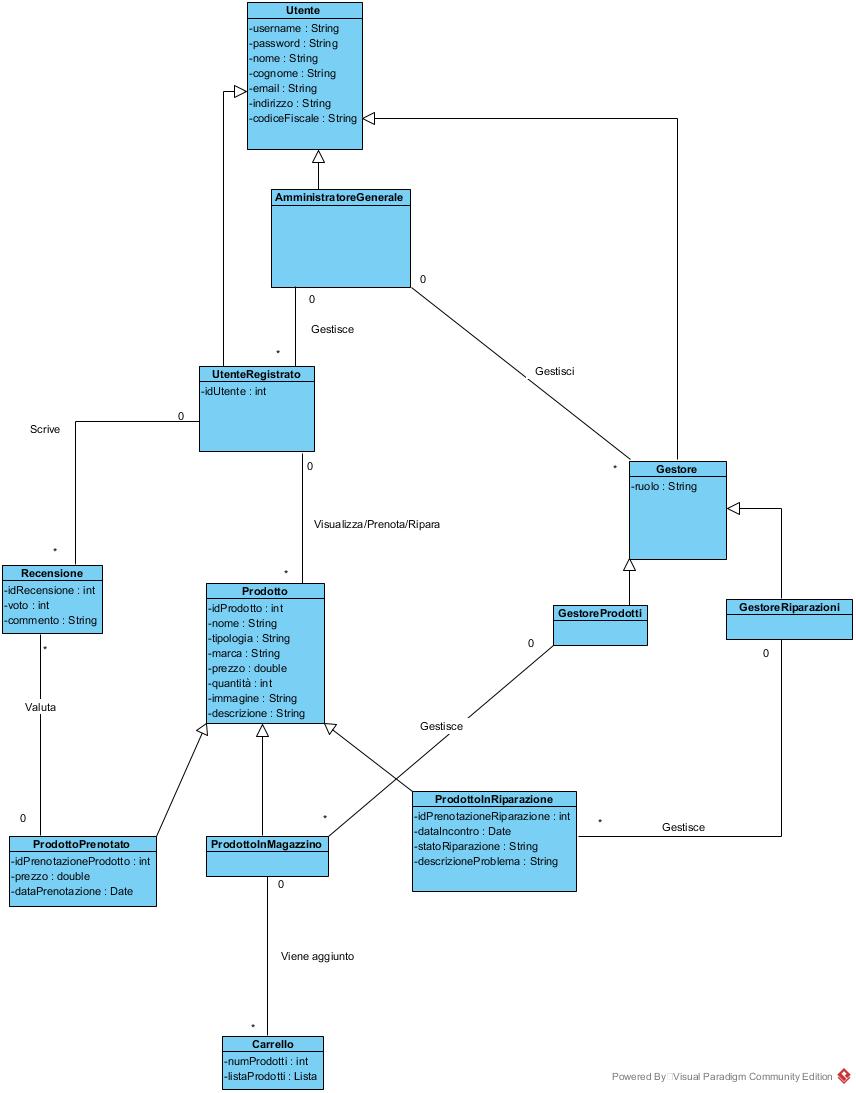 Utente
-username : String
-password : String
-nome : String
-cognome : String
-email : String
-indirizzo : String
-codiceFiscale : String
AmministratoreGenerale
0
0
Gestisce
*
Gestisci
UtenteRegistrato
-idUtente : int
0
Scrive
0
*
Gestore
-ruolo : String
Visualizza/Prenota/Ripara
*
*
Recensione
-idRecensione : int
-voto : int
-commento : String
*
Prodotto
-idProdotto : int
-nome : String
-tipologia : String
-marca : String
-prezzo : double
-quantità : int
-immagine : String
-descrizione : String
GestoreProdotti
0
GestoreRiparazioni
0
Valuta
0
Gestisce
*
ProdottoInRiparazione
-idPrenotazioneRiparazione : int
-dataIncontro : Date
-statoRiparazione : String
-descrizioneProblema : String
*
Gestisce
ProdottoPrenotato
-idPrenotazioneProdotto : int
-prezzo : double
-dataPrenotazione : Date
ProdottoInMagazzino
0
Viene aggiunto
*
Carrello
-numProdotti : int
-listaProdotti : Lista
Powered By Visual Paradigm Community Edition